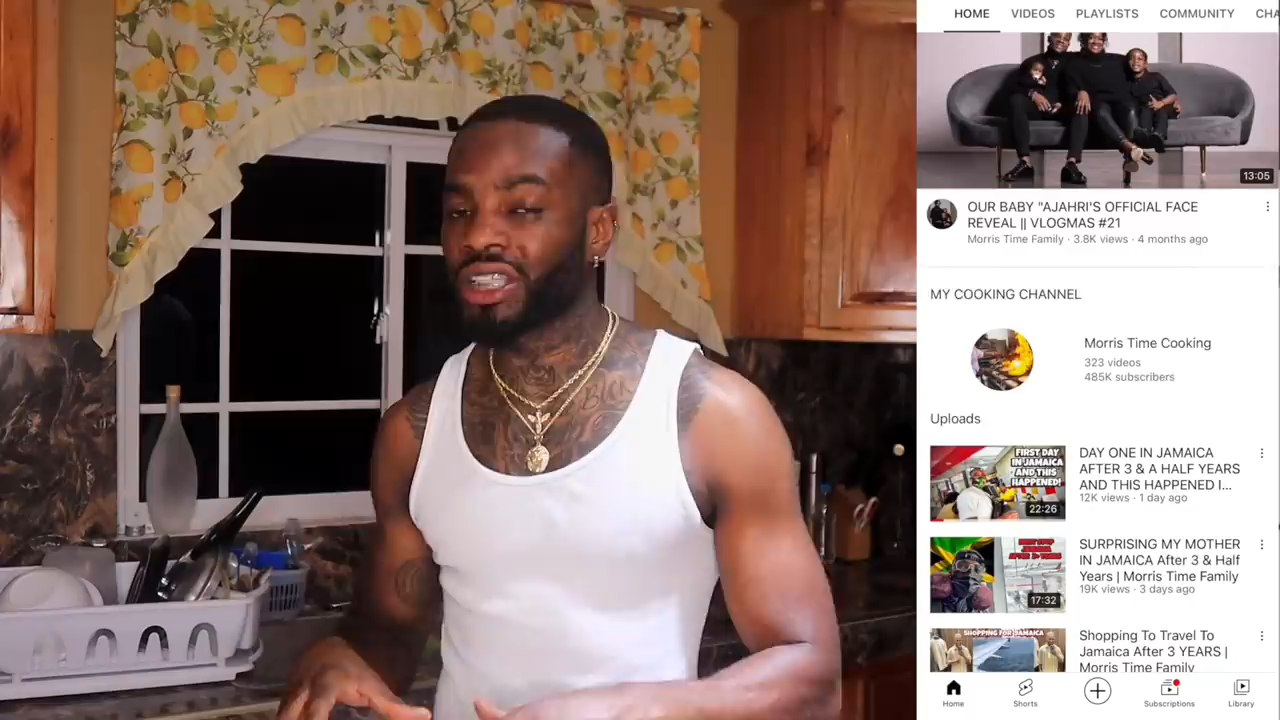 HOME VIDEOS PLAYLISTS COMMUNITY CHA
13:05
OUR BABY "AJAHRI'S OFFICIAL FACE
REVEAL || VLOGMAS #21
Morris Time Family · 3.8K views · 4 months ago
MY COOKING CHANNEL
Morris Time Cooking
323 videos
485K subscribers
Uploads
FIRST DAY
IN JAMAICA
AND THIS
HAPPENED!
22:26
DAY ONE IN JAMAICA
AFTER 3 & A HALF YEARS
AND THIS HAPPENED I...
12K views · 1 day ago
17:32
SURPRISING MY MOTHER
IN JAMAICA After 3 & Half
Years | Morris Time Family
19K views · 3 days ago
SHOPPING FOR JAMAICA
Shopping To Travel To
Jamaica After 3 YEARS |
Morris Time Family
Home
Shorts
Subscriptions
Library